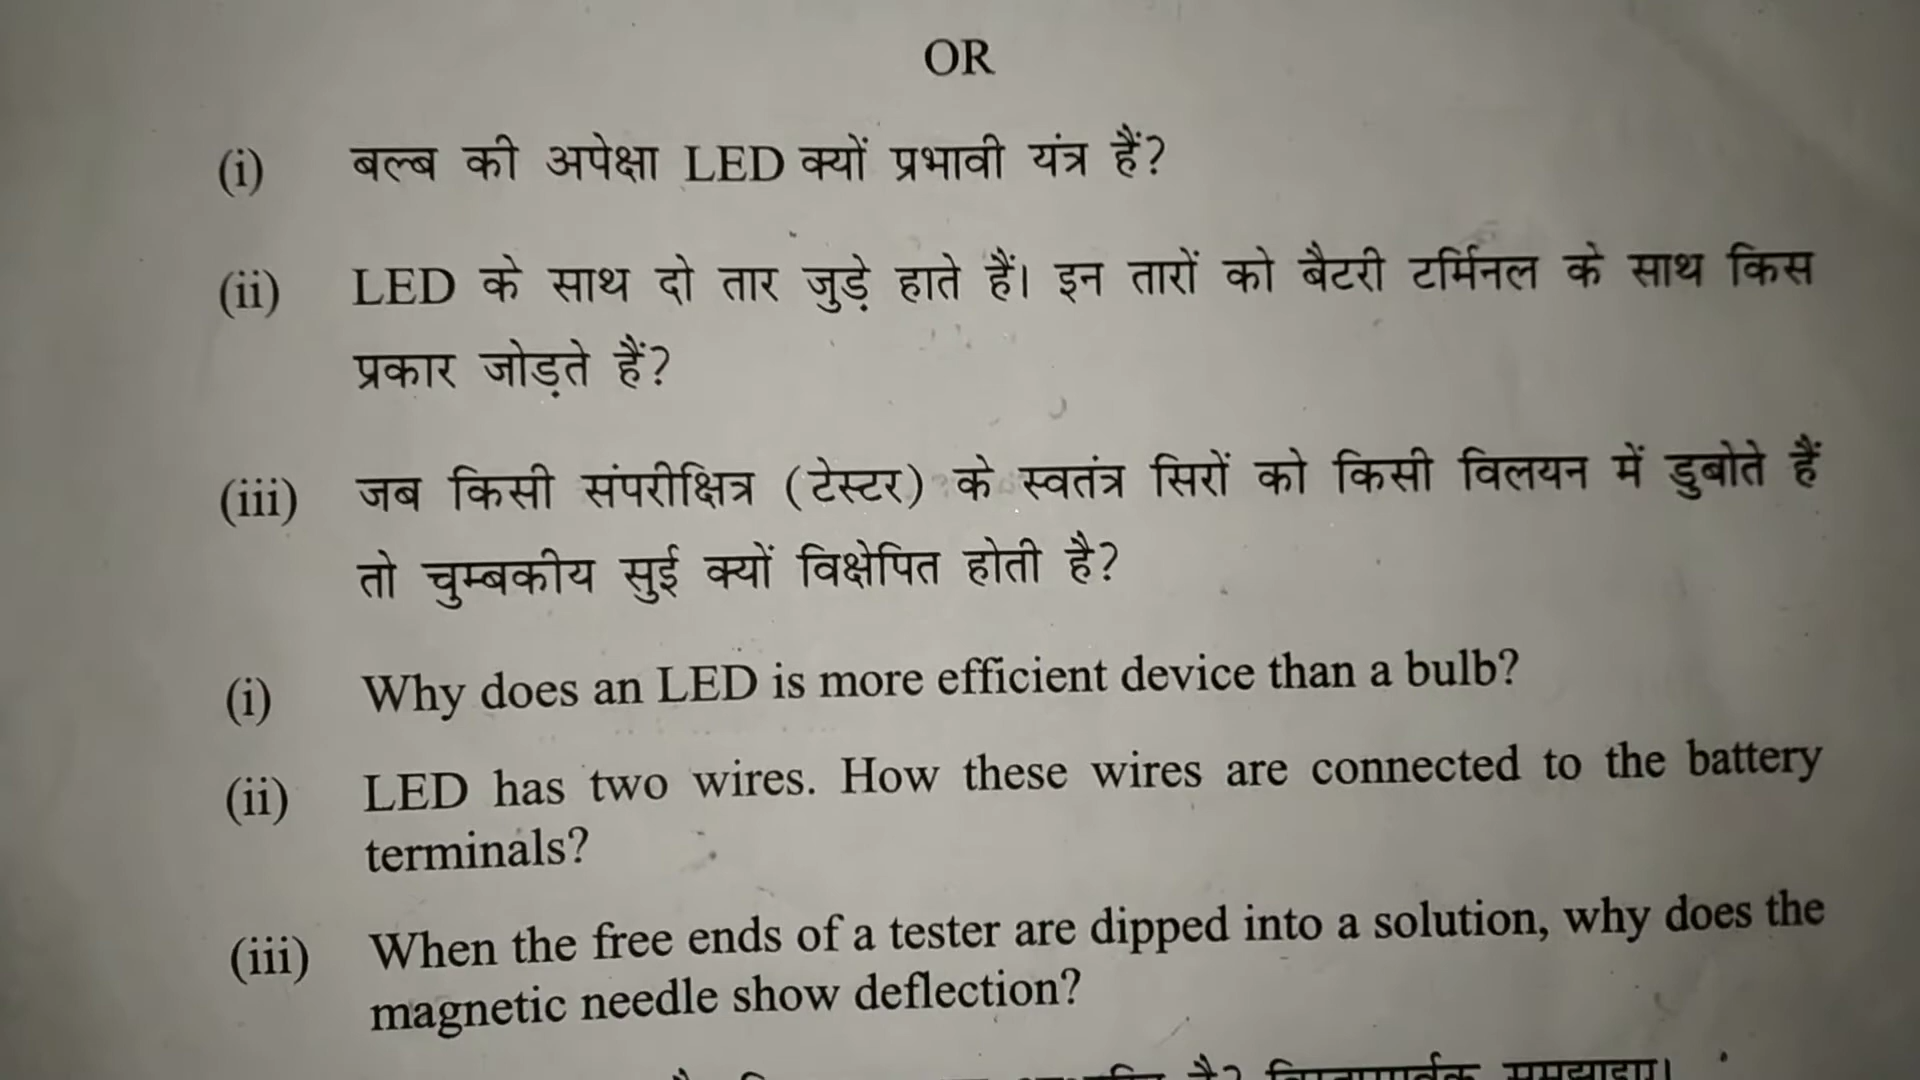 OR
(i) बल्ब की अपेक्षा LED क्यों प्रभावी यंत्र हैं?
(ii) LED के साथ दो तार जुड़े हाते हैं। इन तारों को बैटरी टर्मिनल के साथ किस
प्रकार जोड़ते हैं?
(iii) जब किसी संपरीक्षित्र (टेस्टर) के स्वतंत्र सिरों को किसी विलयन में डुबोते हैं
तो चुम्बकीय सुई क्यों विक्षेपित होती है?
(i) Why does an LED is more efficient device than a bulb?
(ii) LED has two wires. How these wires are connected to the battery
terminals?
(iii) When the free ends of a tester are dipped into a solution, why does the
magnetic needle show deflection?